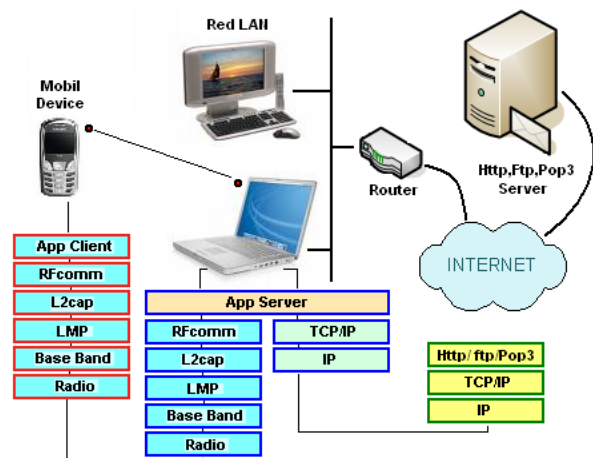 Red LAN
Mobil
Device
Router
Http,Ftp,Pop3
Server
INTERNET
App Client
RFcomm
L2cap
LMP
Base Band
Radio
App Server
RFcomm
L2cap
LMP
Base Band
Radio
TCP/IP
IP
Http/ ftp/Pop3
TCP/IP
IP